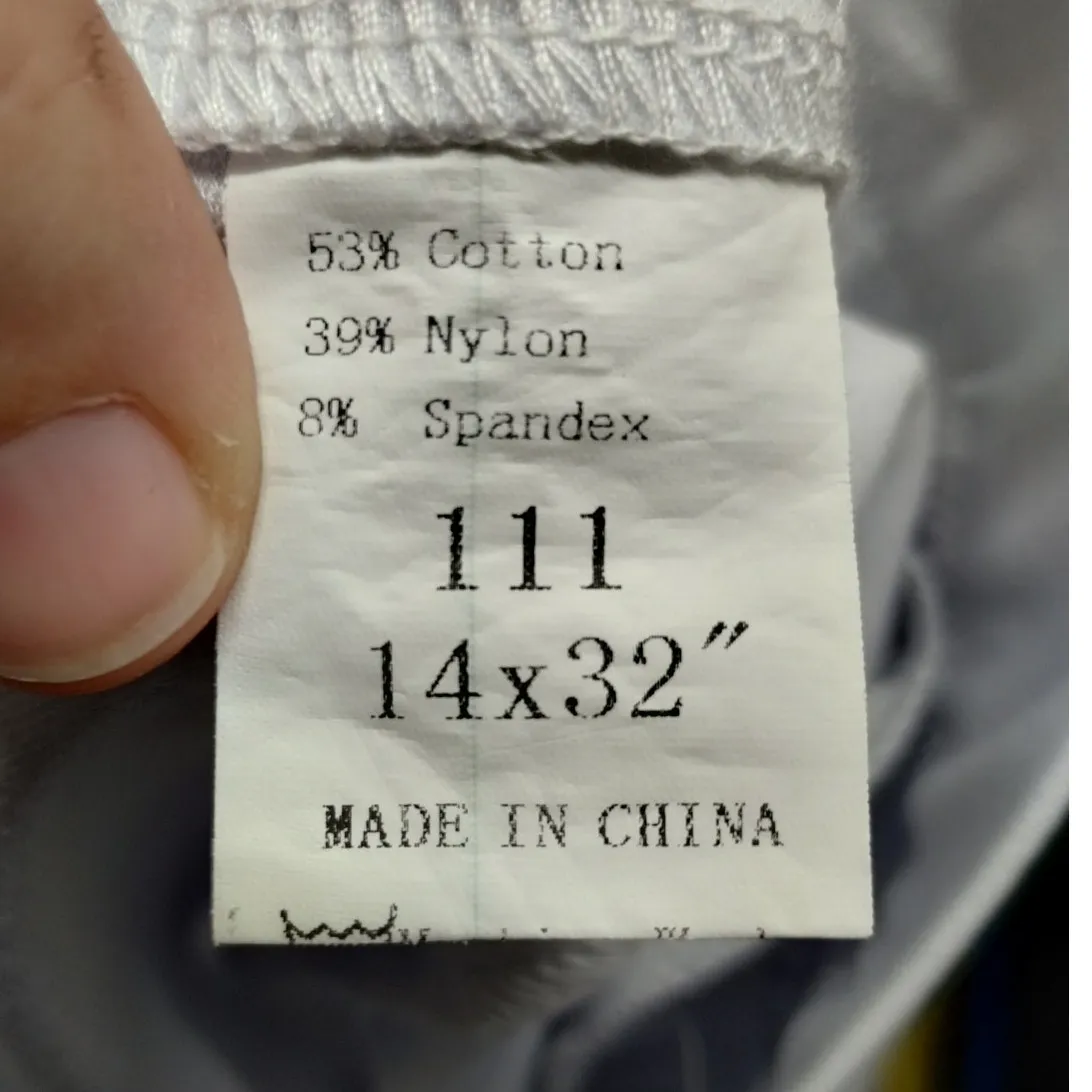 53% Cotton
39% Nylon
8% Spandex
111
14x32"
MADE IN CHINA